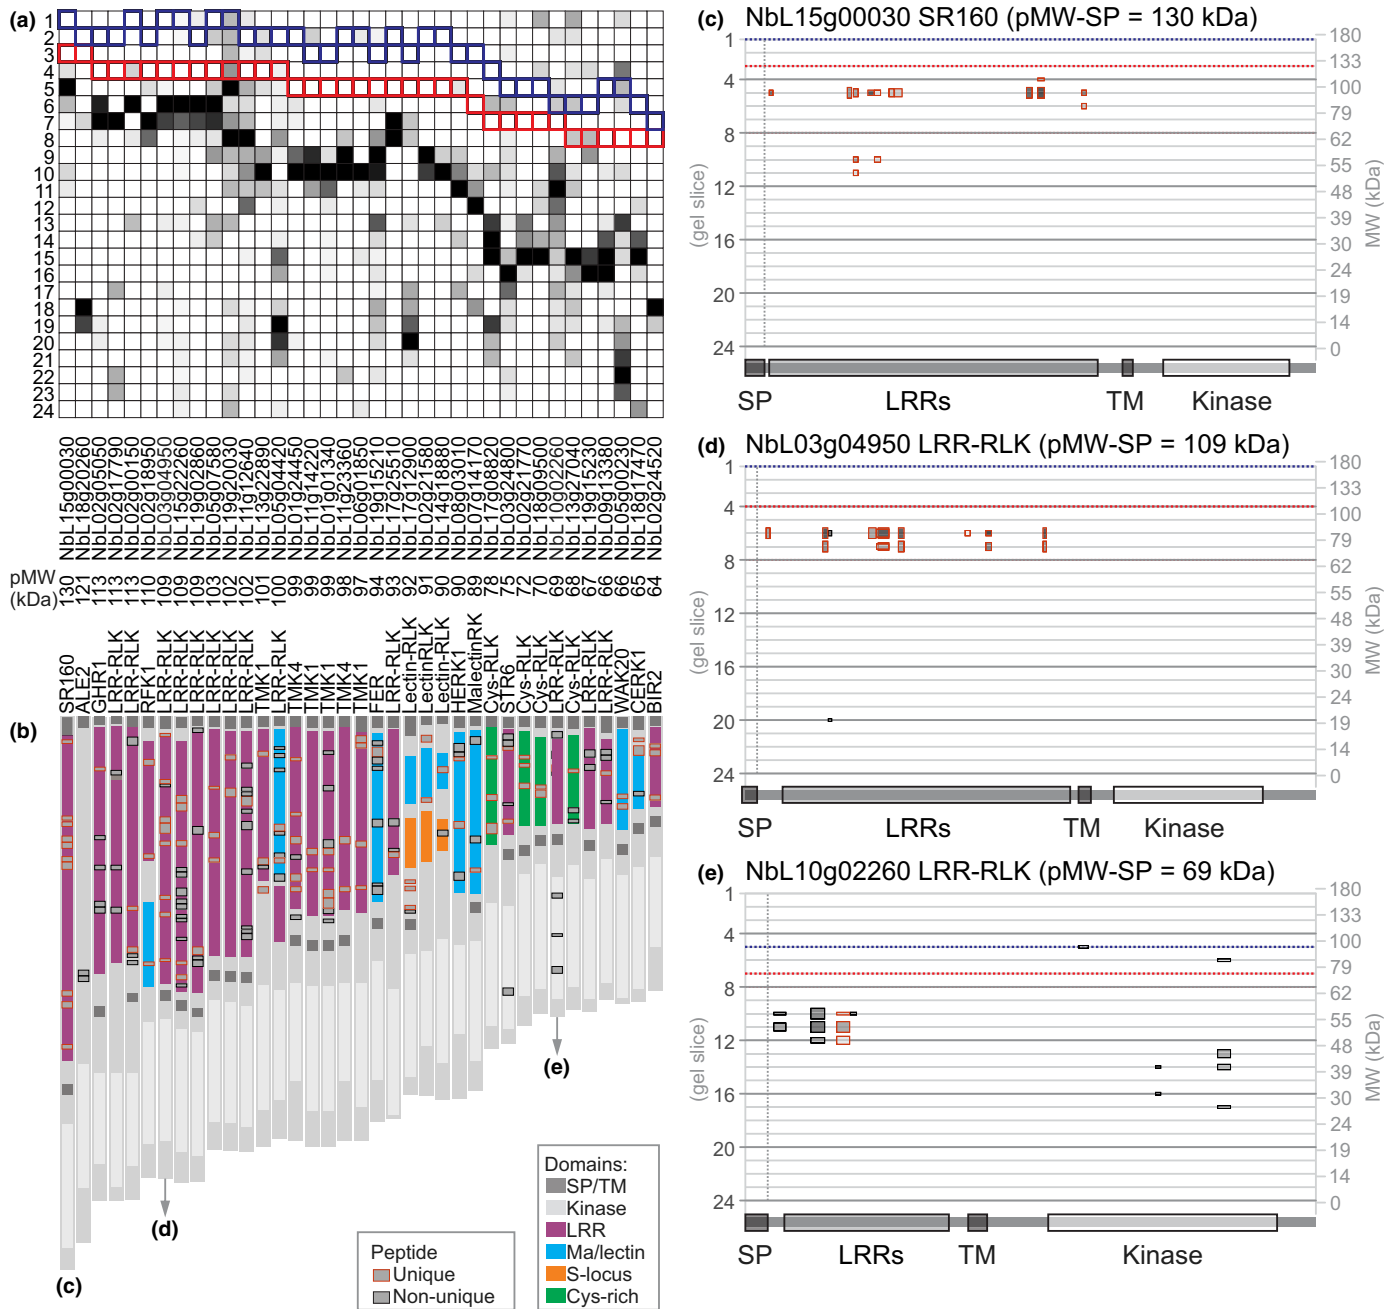 (a)
1
2
3
4
5
6
7
8
9
10
11
12
13
14
15
16
17
18
19
20
21
22
23
24
NbL15g00030
NbL18g20260
NbL02g05050
NbL02g17790
NbL02g00150
NbL02g18950
NbL03g04950
NbL15g22260
NbL19g02860
NbL05g07580
NbL19g20030
NbL11g12640
NbL13g22890
NbL05g04420
NbL01g24450
NbL11g14220
NbL01g01340
NbL11g23360
NbL06g01850
NbL19g15210
NbL17g25510
NbL17g12900
NbL02g21580
NbL14g18880
NbL08g03010
NbL07g14170
NbL17g08820
NbL03g24800
NbL02g21770
NbL18g09500
NbL10g02260
NbL13g27040
NbL19g15230
NbL09g13380
NbL05g00230
NbL18g17470
NbL02g24520
pMW
(kDa)
130 121 113 113 113 110 109 109 109 103 102 102 101 100 99 99 99 98 97 94 93 92 91 90 90 89 78 75 72 70 69 68 67 66 66 65 64
SR160
ALE2
GHR1
LRR-RLK
LRR-RLK
RFK1
LRR-RLK
LRR-RLK
LRR-RLK
LRR-RLK
LRR-RLK
LRR-RLK
TMK1
LRR-RLK
TMK4
TMK1
TMK1
TMK4
TMK1
FER
LRR-RLK
Lectin-RLK
LectinRLK
Lectin-RLK
HERK1
MalectinRK
Cys-RLK
STR6
Cys-RLK
Cys-RLK
LRR-RLK
Cys-RLK
LRR-RLK
LRR-RLK
WAK20
CERK1
BIR2
(b)
(c)
(d)
(e)
Peptide
Unique
Non-unique
Domains:
SP/TM
Kinase
LRR
Ma/lectin
S-locus
Cys-rich
(c) NbL15g00030 SR160 (pMW-SP = 130 kDa)
1
4
8
12
16
20
24
(gel slice)
180
133
100
79
62
55
48
39
30
24
19
14
0
MW (kDa)
SP LRRs TM Kinase
(d) NbL03g04950 LRR-RLK (pMW-SP = 109 kDa)
1
4
8
12
16
20
24
(gel slice)
180
133
100
79
62
55
48
39
30
24
19
14
0
MW (kDa)
SP LRRs TM Kinase
(e) NbL10g02260 LRR-RLK (pMW-SP = 69 kDa)
1
4
8
12
16
20
24
(gel slice)
180
133
100
79
62
55
48
39
30
24
19
14
0
MW (kDa)
SP LRRs TM Kinase